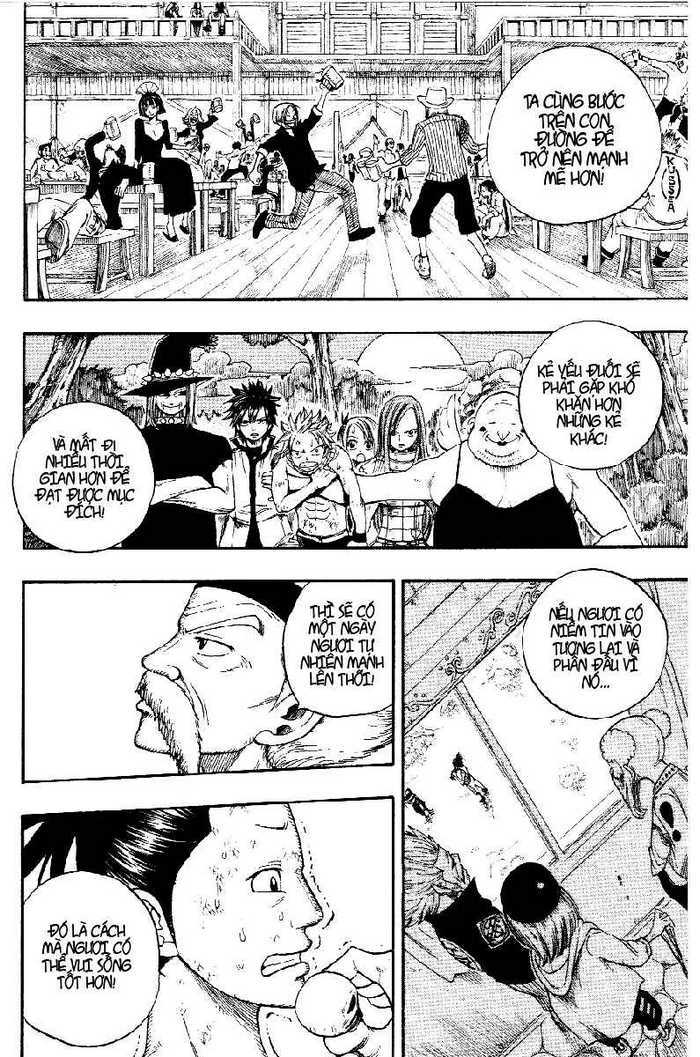 TA CÙNG BƯỚC
TRÊN CON
ĐƯỜNG ĐỂ
TRỞ NÊN MẠNH
MẼ HƠN!
KẺ YẾU ĐUỐI SẼ
PHẢI GẶP KHÓ
KHĂN HƠN
NHỮNG KẺ
KHÁC!
VÀ MẤT ĐI
NHIỀU THỜI
GIAN HƠN ĐỂ
ĐẠT ĐƯỢC MỤC
ĐÍCH!
NẾU NGƯƠI CÓ
NIỀM TIN VÀO
TƯƠNG LAI VÀ
PHẤN ĐẤU VÌ
NÓ...
THÌ SẼ CÓ
MỘT NGÀY
NGƯƠI TỰ
NHIÊN MẠNH
LÊN THÔI!
ĐÓ LÀ CÁCH
MÀ NGƯƠI CÓ
THỂ VUI SỐNG
TỐT HƠN!